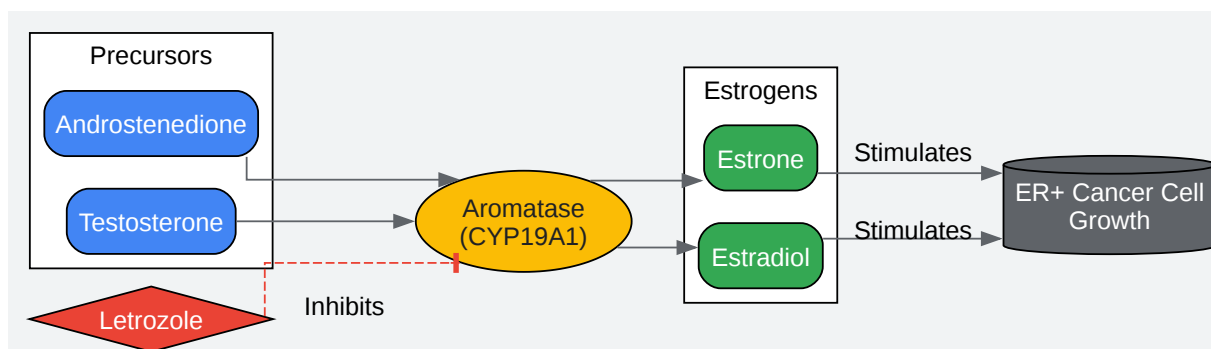 Precursors
Androstenedione
Testosterone
Letrozole
Inhibits
Aromatase
(CYP19A1)
Estrogens
Estrone
Estradiol
Stimulates
Stimulates
ER+ Cancer Cell
Growth